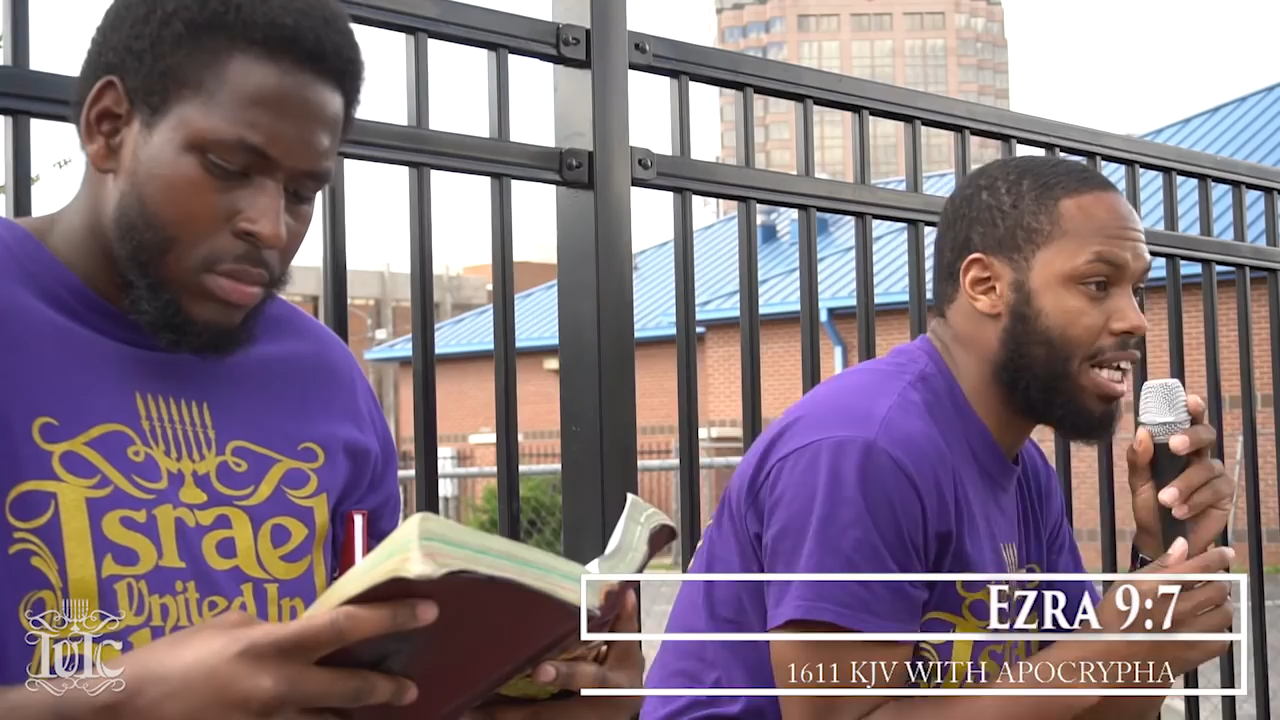 Israel
United In
IUIC
EZRA 9:7
1611 KJV WITH APOCRYPHA